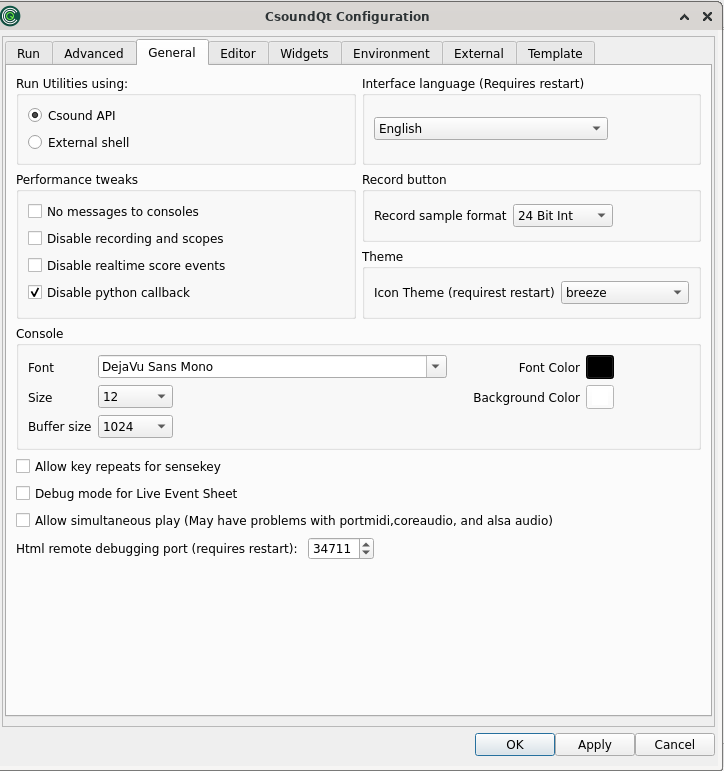 CsoundQt Configuration
Run Advanced General Editor Widgets Environment External Template
Run Utilities using:
Csound API
External shell
Interface language (Requires restart)
English
Performance tweaks
No messages to consoles
Disable recording and scopes
Disable realtime score events
Disable python callback
Record button
Record sample format 24 Bit Int
Theme
Icon Theme (requirest restart) breeze
Console
Font DejaVu Sans Mono Font Color
Size 12 Background Color
Buffer size 1024
Allow key repeats for sensekey
Debug mode for Live Event Sheet
Allow simultaneous play (May have problems with portmidi,coreaudio, and alsa audio)
Html remote debugging port (requires restart): 34711
OK Apply Cancel